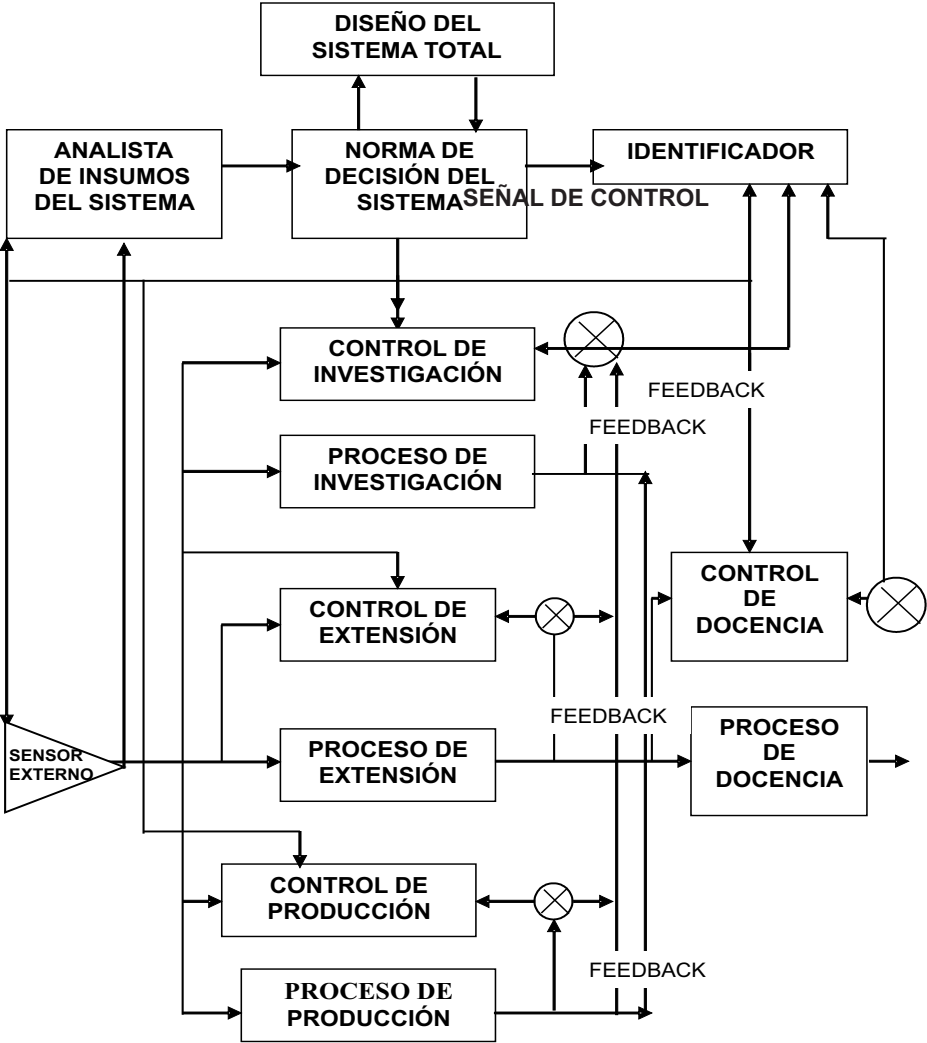 DISEÑO DEL
SISTEMA TOTAL
ANALISTA
DE INSUMOS
DEL SISTEMA
NORMA DE
DECISIÓN DEL
SISTEMA
IDENTIFICADOR
SEÑAL DE CONTROL
CONTROL DE
INVESTIGACIÓN
FEEDBACK
FEEDBACK
PROCESO DE
INVESTIGACIÓN
CONTROL DE
EXTENSIÓN
CONTROL
DE
DOCENCIA
FEEDBACK
SENSOR
EXTERNO
PROCESO DE
EXTENSIÓN
PROCESO
DE
DOCENCIA
CONTROL DE
PRODUCCIÓN
FEEDBACK
PROCESO DE
PRODUCCIÓN